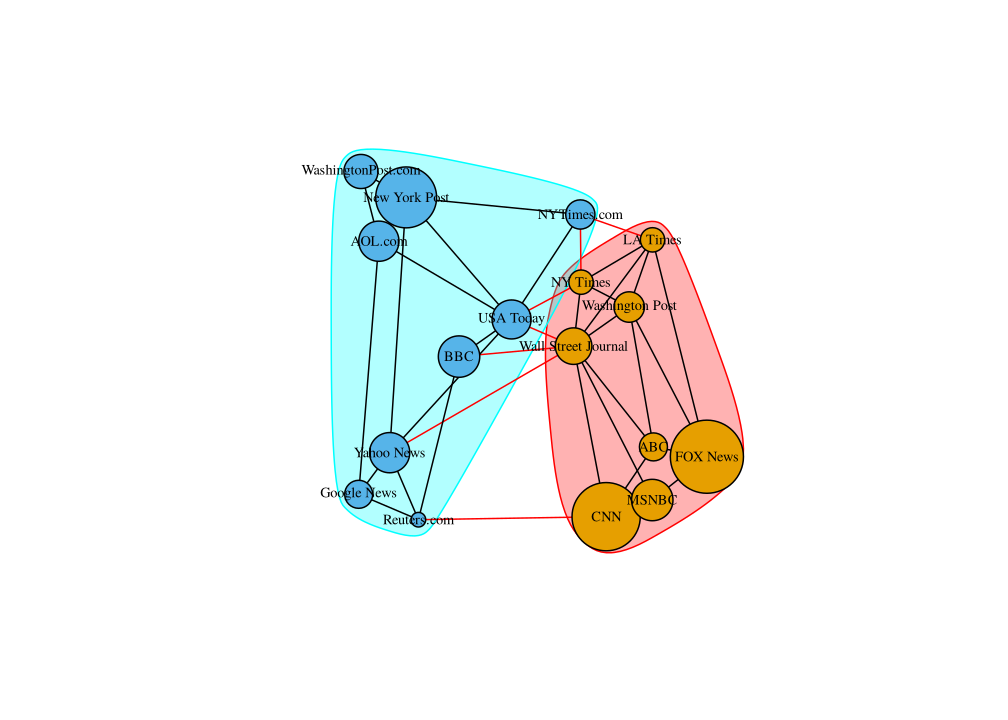 WashingtonPost.com
New York Post
NYTimes.com
AOL.com
LA Times
NY Times
Washington Post
USA Today
Wall Street Journal
BBC
ABC
Yahoo News
FOX News
Google News
MSNBC
Reuters.com
CNN